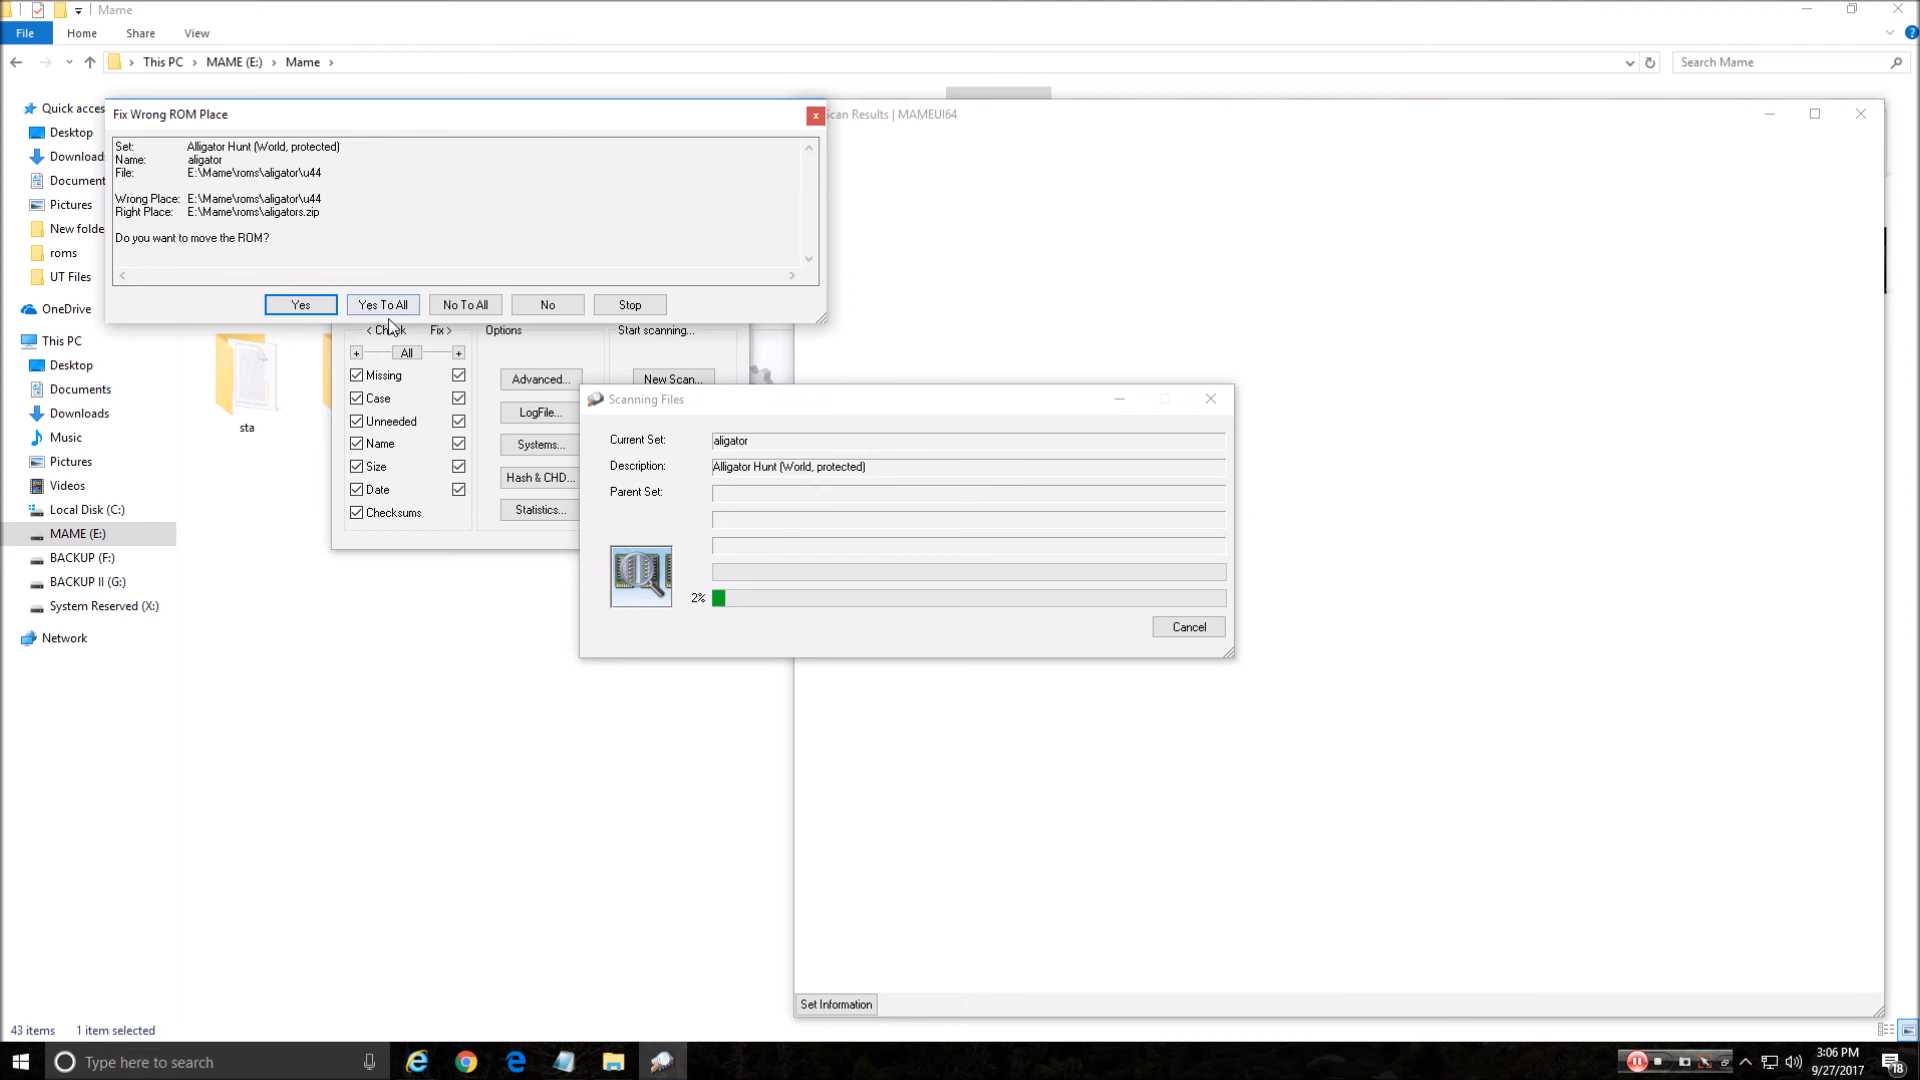 Mame
File Home Share View
This PC MAME (E:) Mame
Search Mame
Fix Wrong ROM Place
Set: Alligator Hunt (World, protected)
Name: aligator
File: E:\Mame\roms\aligator\u44
Wrong Place: E:\Mame\roms\aligator\u44
Right Place: E:\Mame\roms\aligators.zip
Do you want to move the ROM?
Yes Yes To All No To All No Stop
Scan Results | MAMEUI64
Quick acces
Desktop
Download
Document
Pictures
New folde
roms
UT Files
OneDrive
This PC
Desktop
Documents
Downloads
Music
Pictures
Videos
Local Disk (C:)
MAME (E:)
BACKUP (F:)
BACKUP II (G:)
System Reserved (X:)
Network
sta
< Check Fix > Options Start scanning...
+ All +
Missing
Case
Unneeded
Name
Size
Date
Checksums
Advanced...
LogFile...
Systems...
Hash & CHD...
Statistics...
New Scan...
Scanning Files
Current Set: aligator
Description: Alligator Hunt (World, protected)
Parent Set:
2%
Cancel
Set Information
43 items 1 item selected
Type here to search
3:06 PM
9/27/2017
18